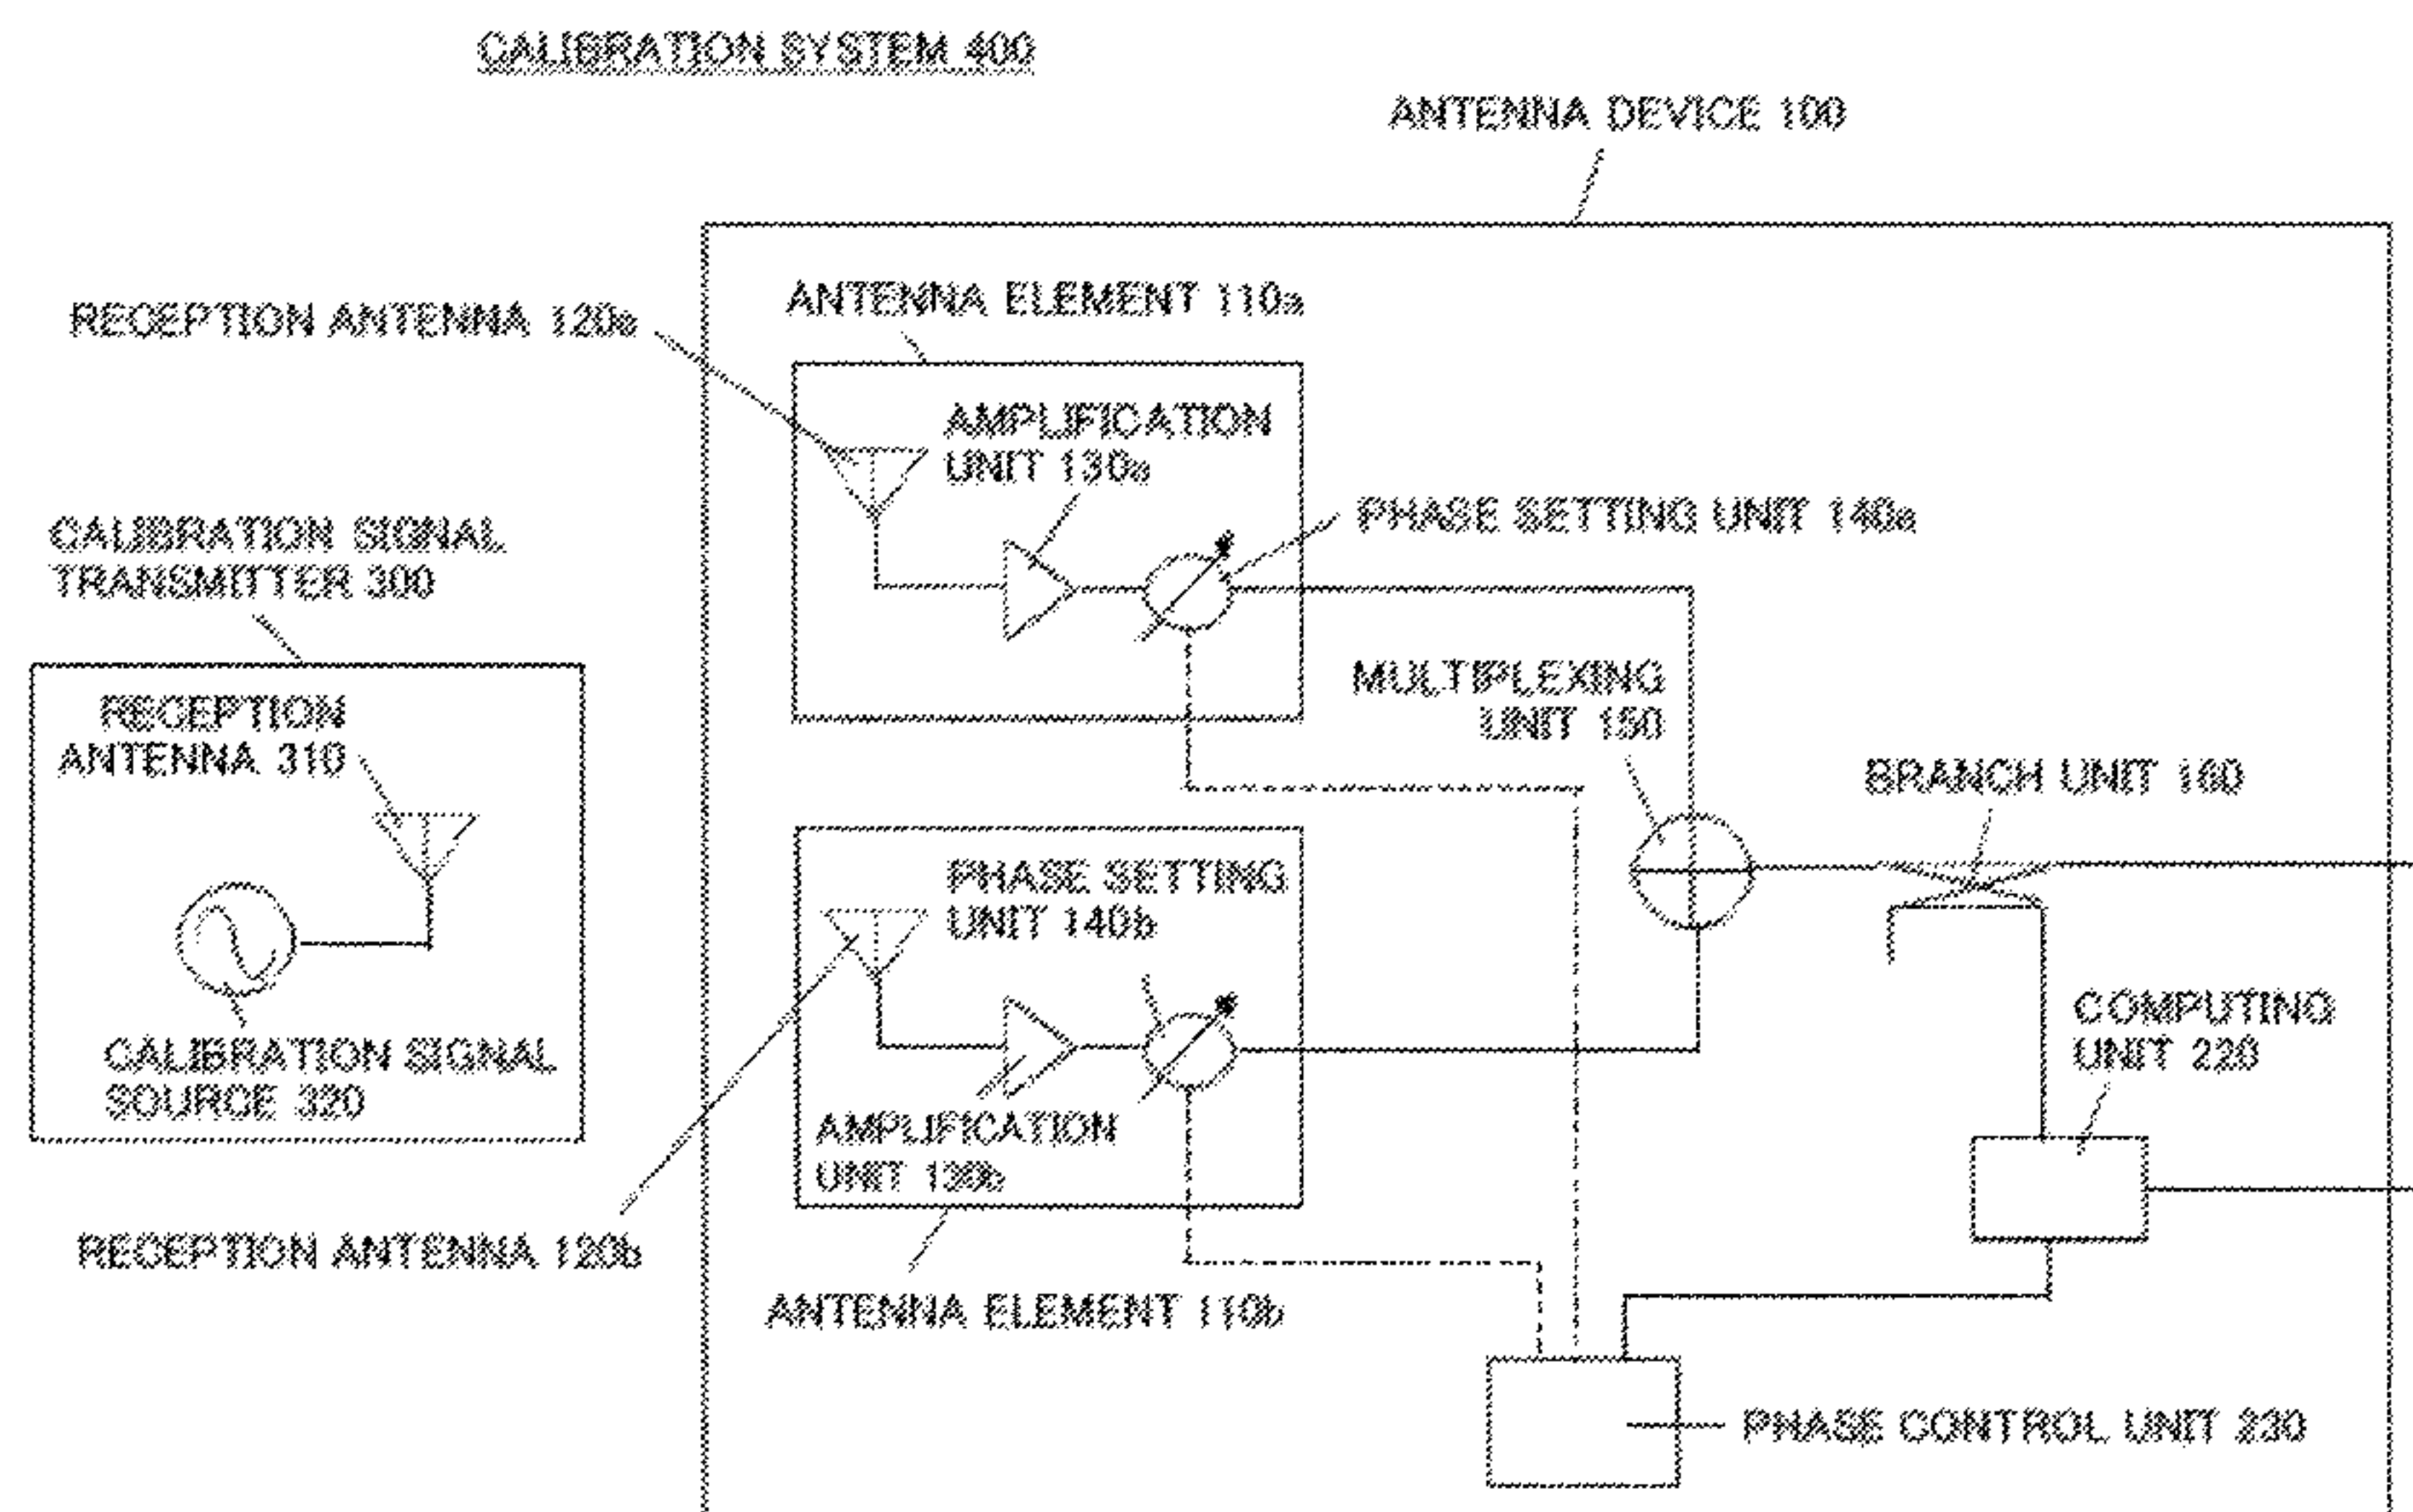 CALIBRATION SYSTEM 400
ANTENNA DEVICE 100
RECEPTION ANTENNA 120a
ANTENNA ELEMENT 110a
AMPLIFICATION
UNIT 130a
PHASE SETTING UNIT 140a
CALIBRATION SIGNAL
TRANSMITTER 300
MULTIPLEXING
UNIT 150
RECEPTION
ANTENNA 310
BRANCH UNIT 160
PHASE SETTING
UNIT 140b
COMPUTING
UNIT 220
CALIBRATION SIGNAL
SOURCE 320
AMPLIFICATION
UNIT 130b
RECEPTION ANTENNA 120b
ANTENNA ELEMENT 110b
PHASE CONTROL UNIT 230